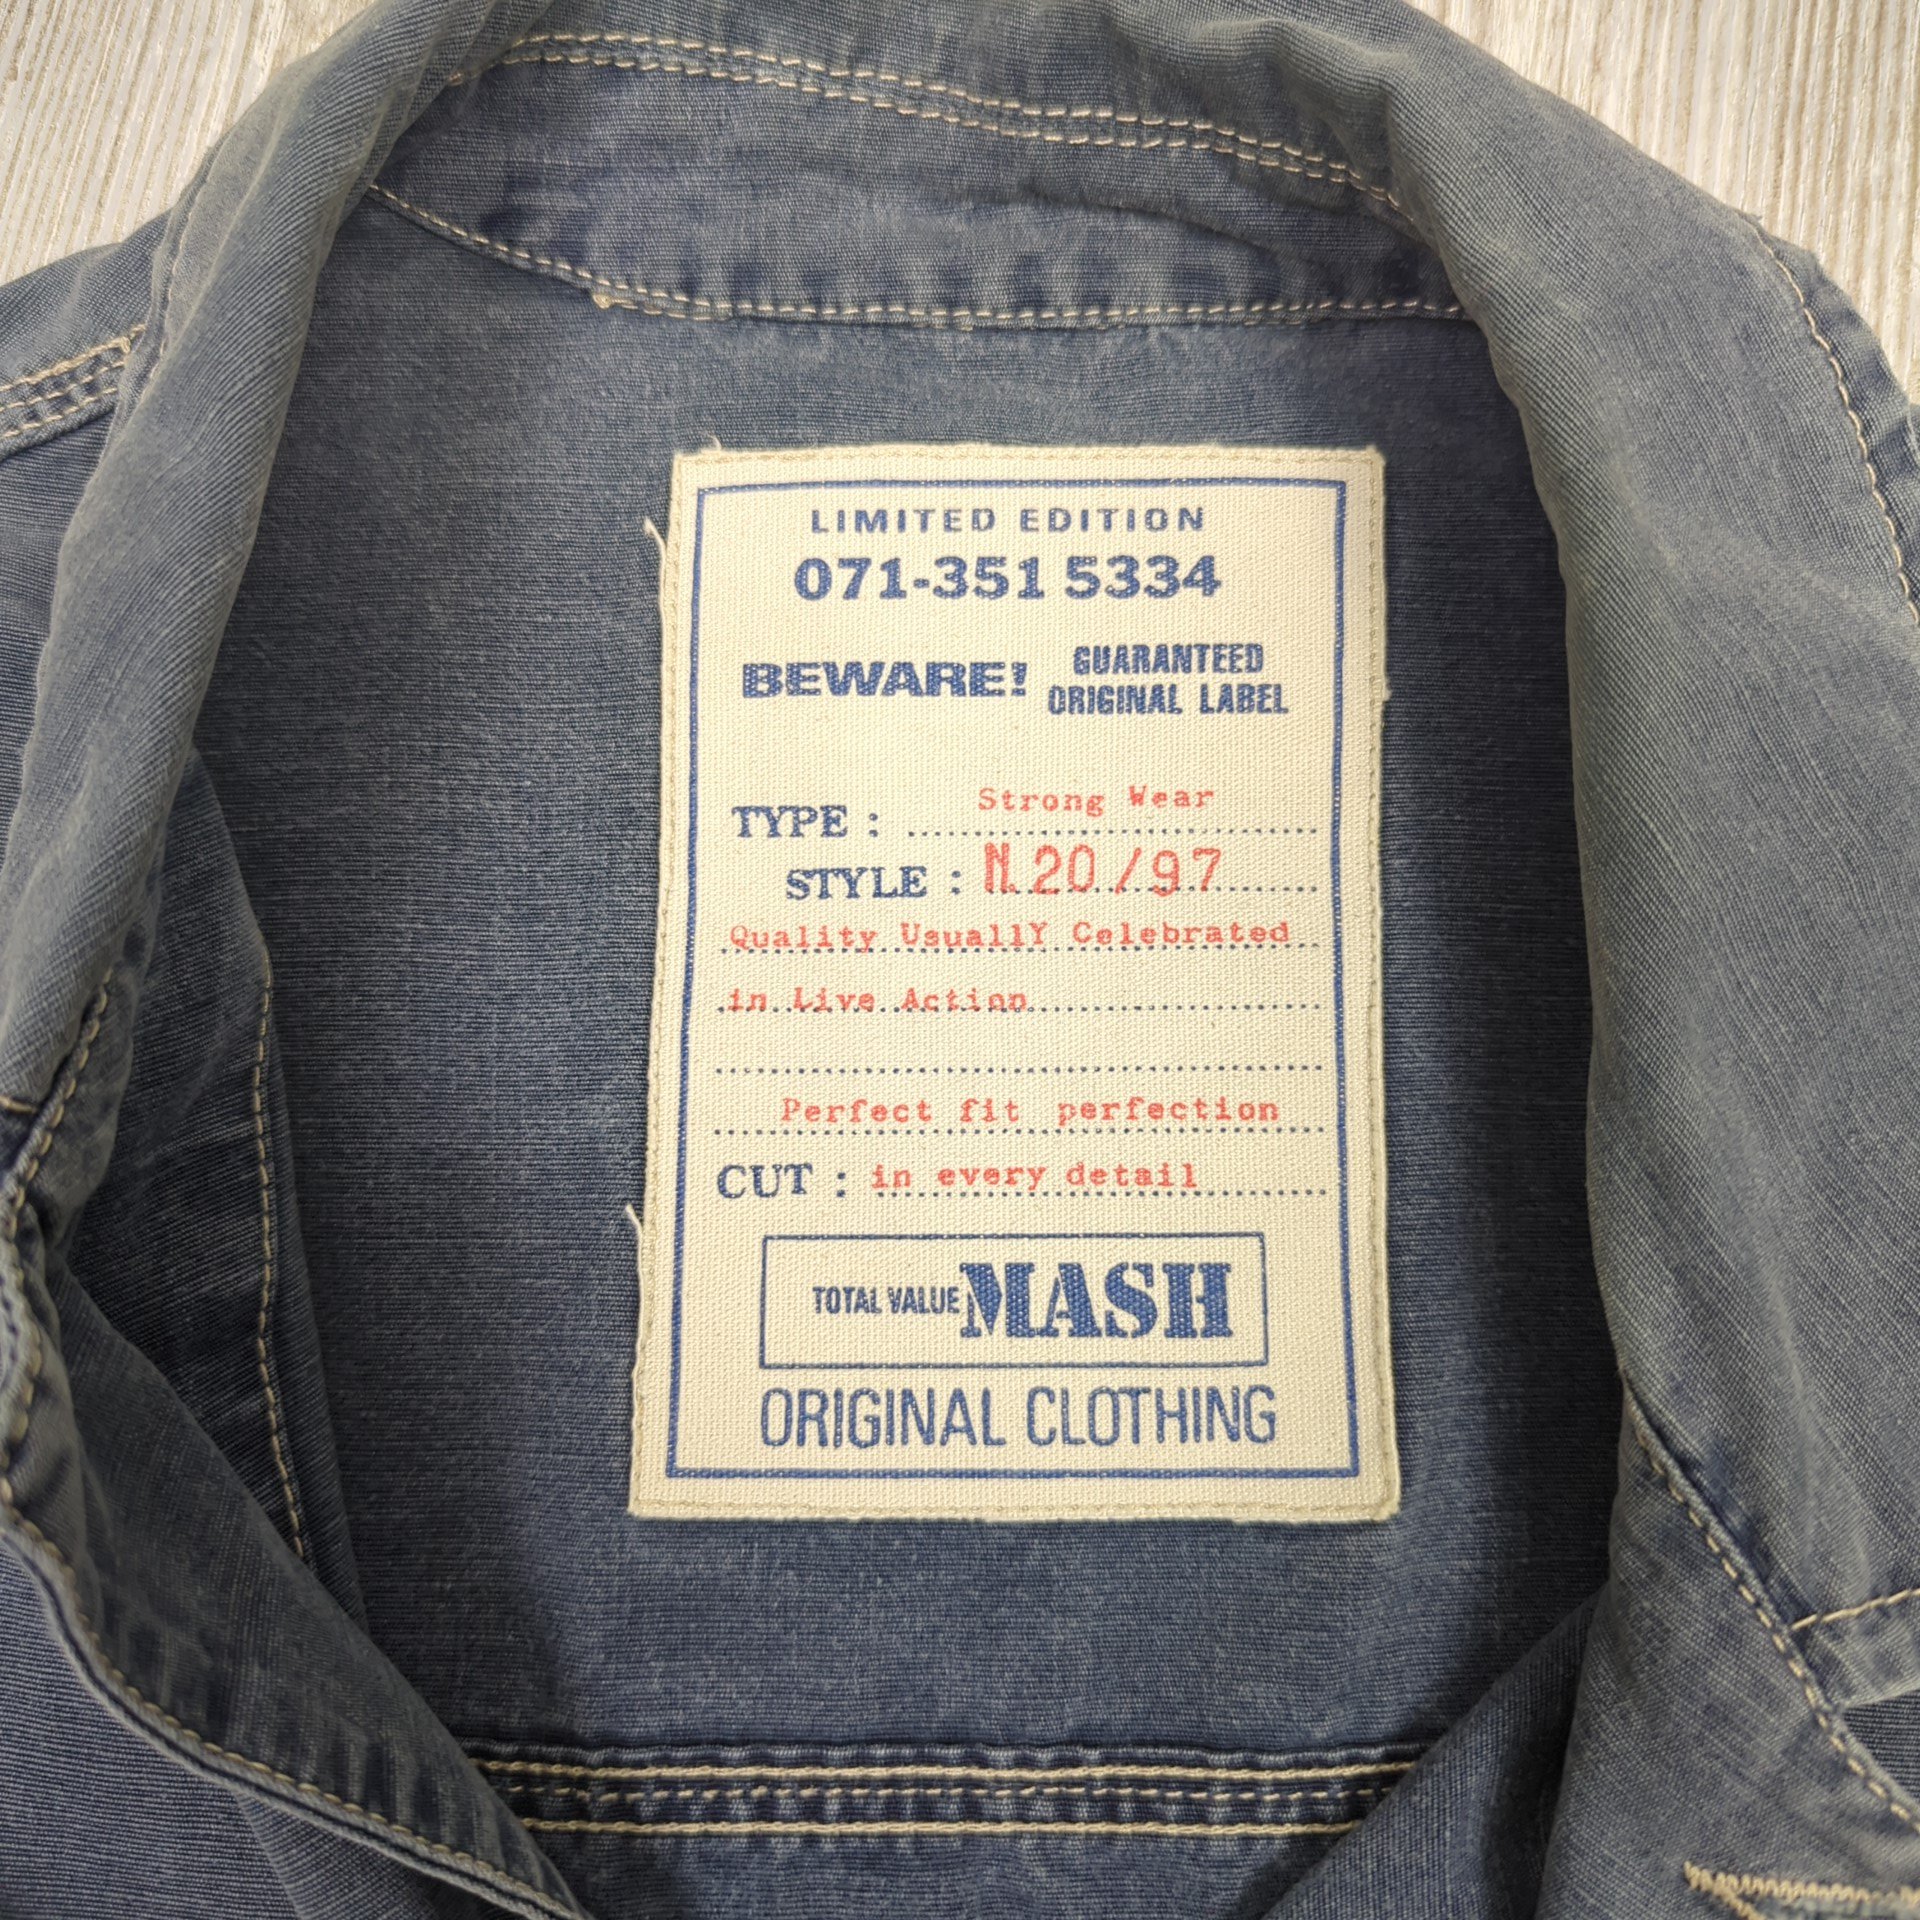 LIMITED EDITION
071-351 5334
BEWARE! GUARANTEED
ORIGINAL LABEL
TYPE : Strong Wear
STYLE : N.20/97
Quality UsuallY Celebrated
in Live Action
Perfect fit perfection
CUT : in every detail
TOTAL VALUE MASH
ORIGINAL CLOTHING